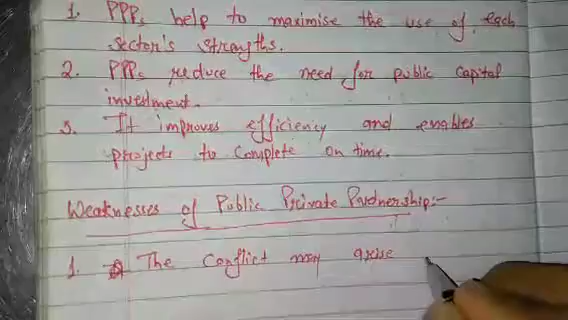 1. PPPs help to maximise the use of each
sector's strengths.
2. PPPs reduce the need for public capital
investment.
3. It improves efficiency and enables
projects to complete on time.
Weaknesses of Public Private Partnership:-
1. The Conflict may arise